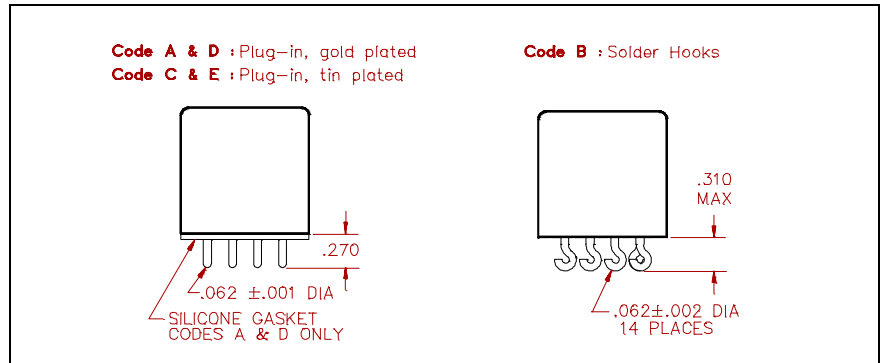 Code A & D : Plug-in, gold plated
Code C & E : Plug-in, tin plated
Code B : Solder Hooks
.310
MAX
.270
.062 ±.001 DIA
SILICONE GASKET
CODES A & D ONLY
.062±.002 DIA
14 PLACES